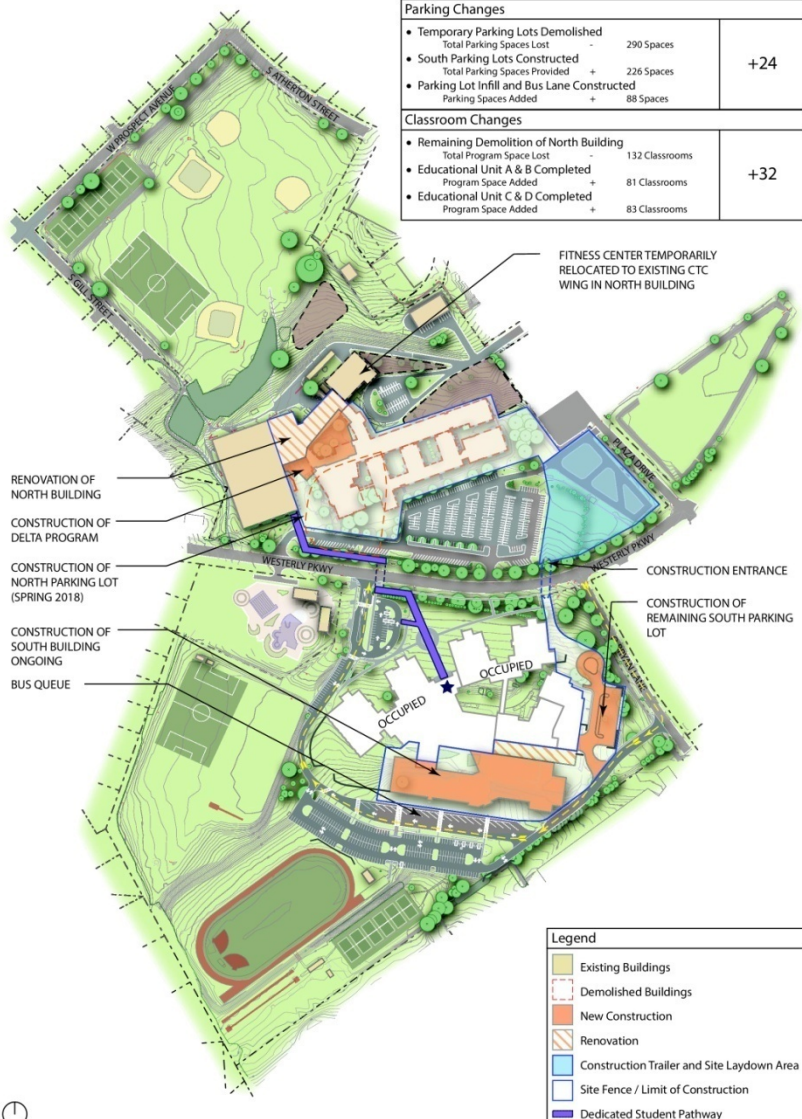 Parking Changes
• Temporary Parking Lots Demolished
Total Parking Spaces Lost - 290 Spaces
• South Parking Lots Constructed
Total Parking Spaces Provided + 226 Spaces
• Parking Lot Infill and Bus Lane Constructed
Parking Spaces Added + 88 Spaces
+24
Classroom Changes
• Remaining Demolition of North Building
Total Program Space Lost - 132 Classrooms
• Educational Unit A & B Completed
Program Space Added + 81 Classrooms
• Educational Unit C & D Completed
Program Space Added + 83 Classrooms
+32
S ATHERTON STREET
W PROSPECT AVENUE
S GILL STREET
FITNESS CENTER TEMPORARILY
RELOCATED TO EXISTING CTC
WING IN NORTH BUILDING
PLAZA DRIVE
RENOVATION OF
NORTH BUILDING
CONSTRUCTION OF
DELTA PROGRAM
CONSTRUCTION OF
NORTH PARKING LOT
(SPRING 2018)
CONSTRUCTION OF
SOUTH BUILDING
ONGOING
BUS QUEUE
WESTERLY PKWY
WESTERLY PKWY
CONSTRUCTION ENTRANCE
CONSTRUCTION OF
REMAINING SOUTH PARKING
LOT
OCCUPIED
OCCUPIED
Legend
Existing Buildings
Demolished Buildings
New Construction
Renovation
Construction Trailer and Site Laydown Area
Site Fence / Limit of Construction
Dedicated Student Pathway